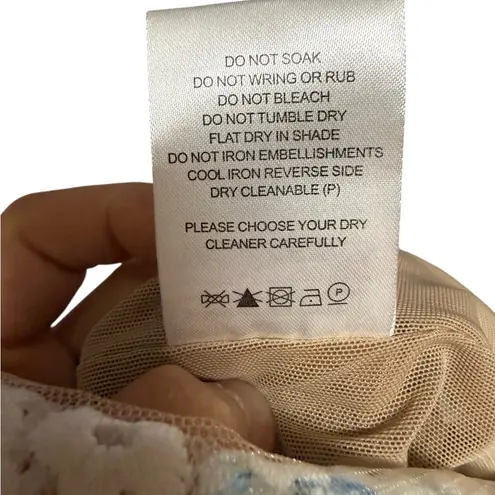 DO NOT SOAK
DO NOT WRING OR RUB
DO NOT BLEACH
DO NOT TUMBLE DRY
FLAT DRY IN SHADE
DO NOT IRON EMBELLISHMENTS
COOL IRON REVERSE SIDE
DRY CLEANABLE (P)
PLEASE CHOOSE YOUR DRY
CLEANER CAREFULLY
P